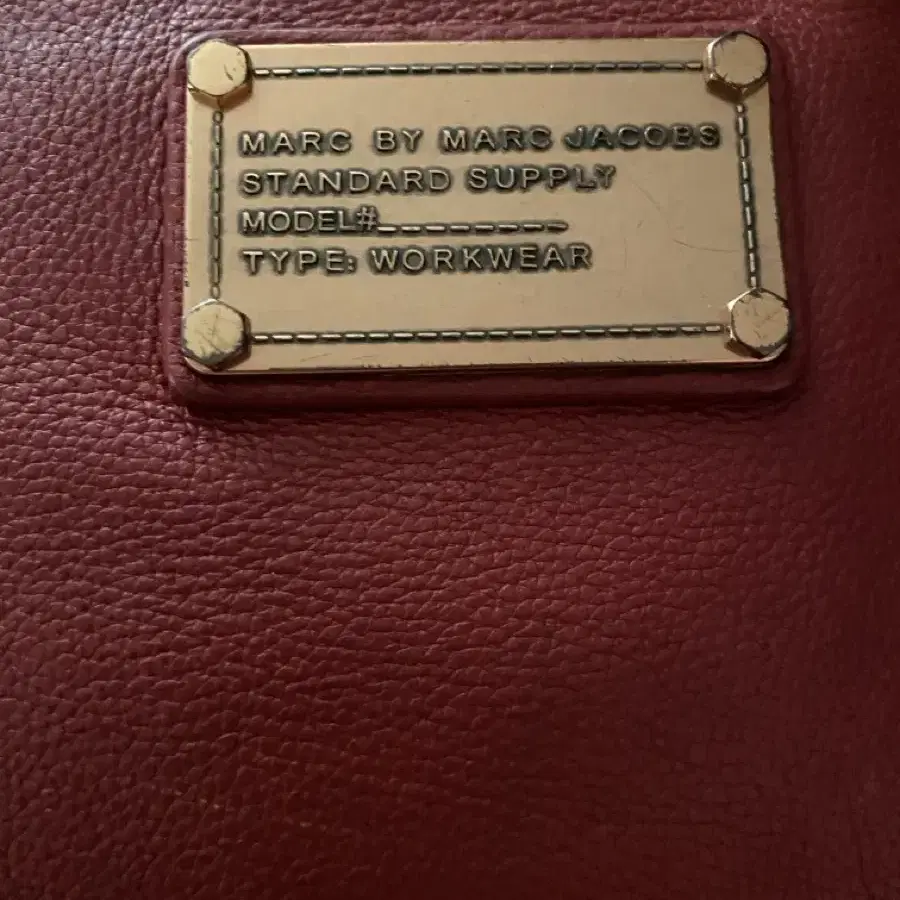 MARC BY MARC JACOBS
STANDARD SUPPLY
MODEL#_________
TYPE: WORKWEAR